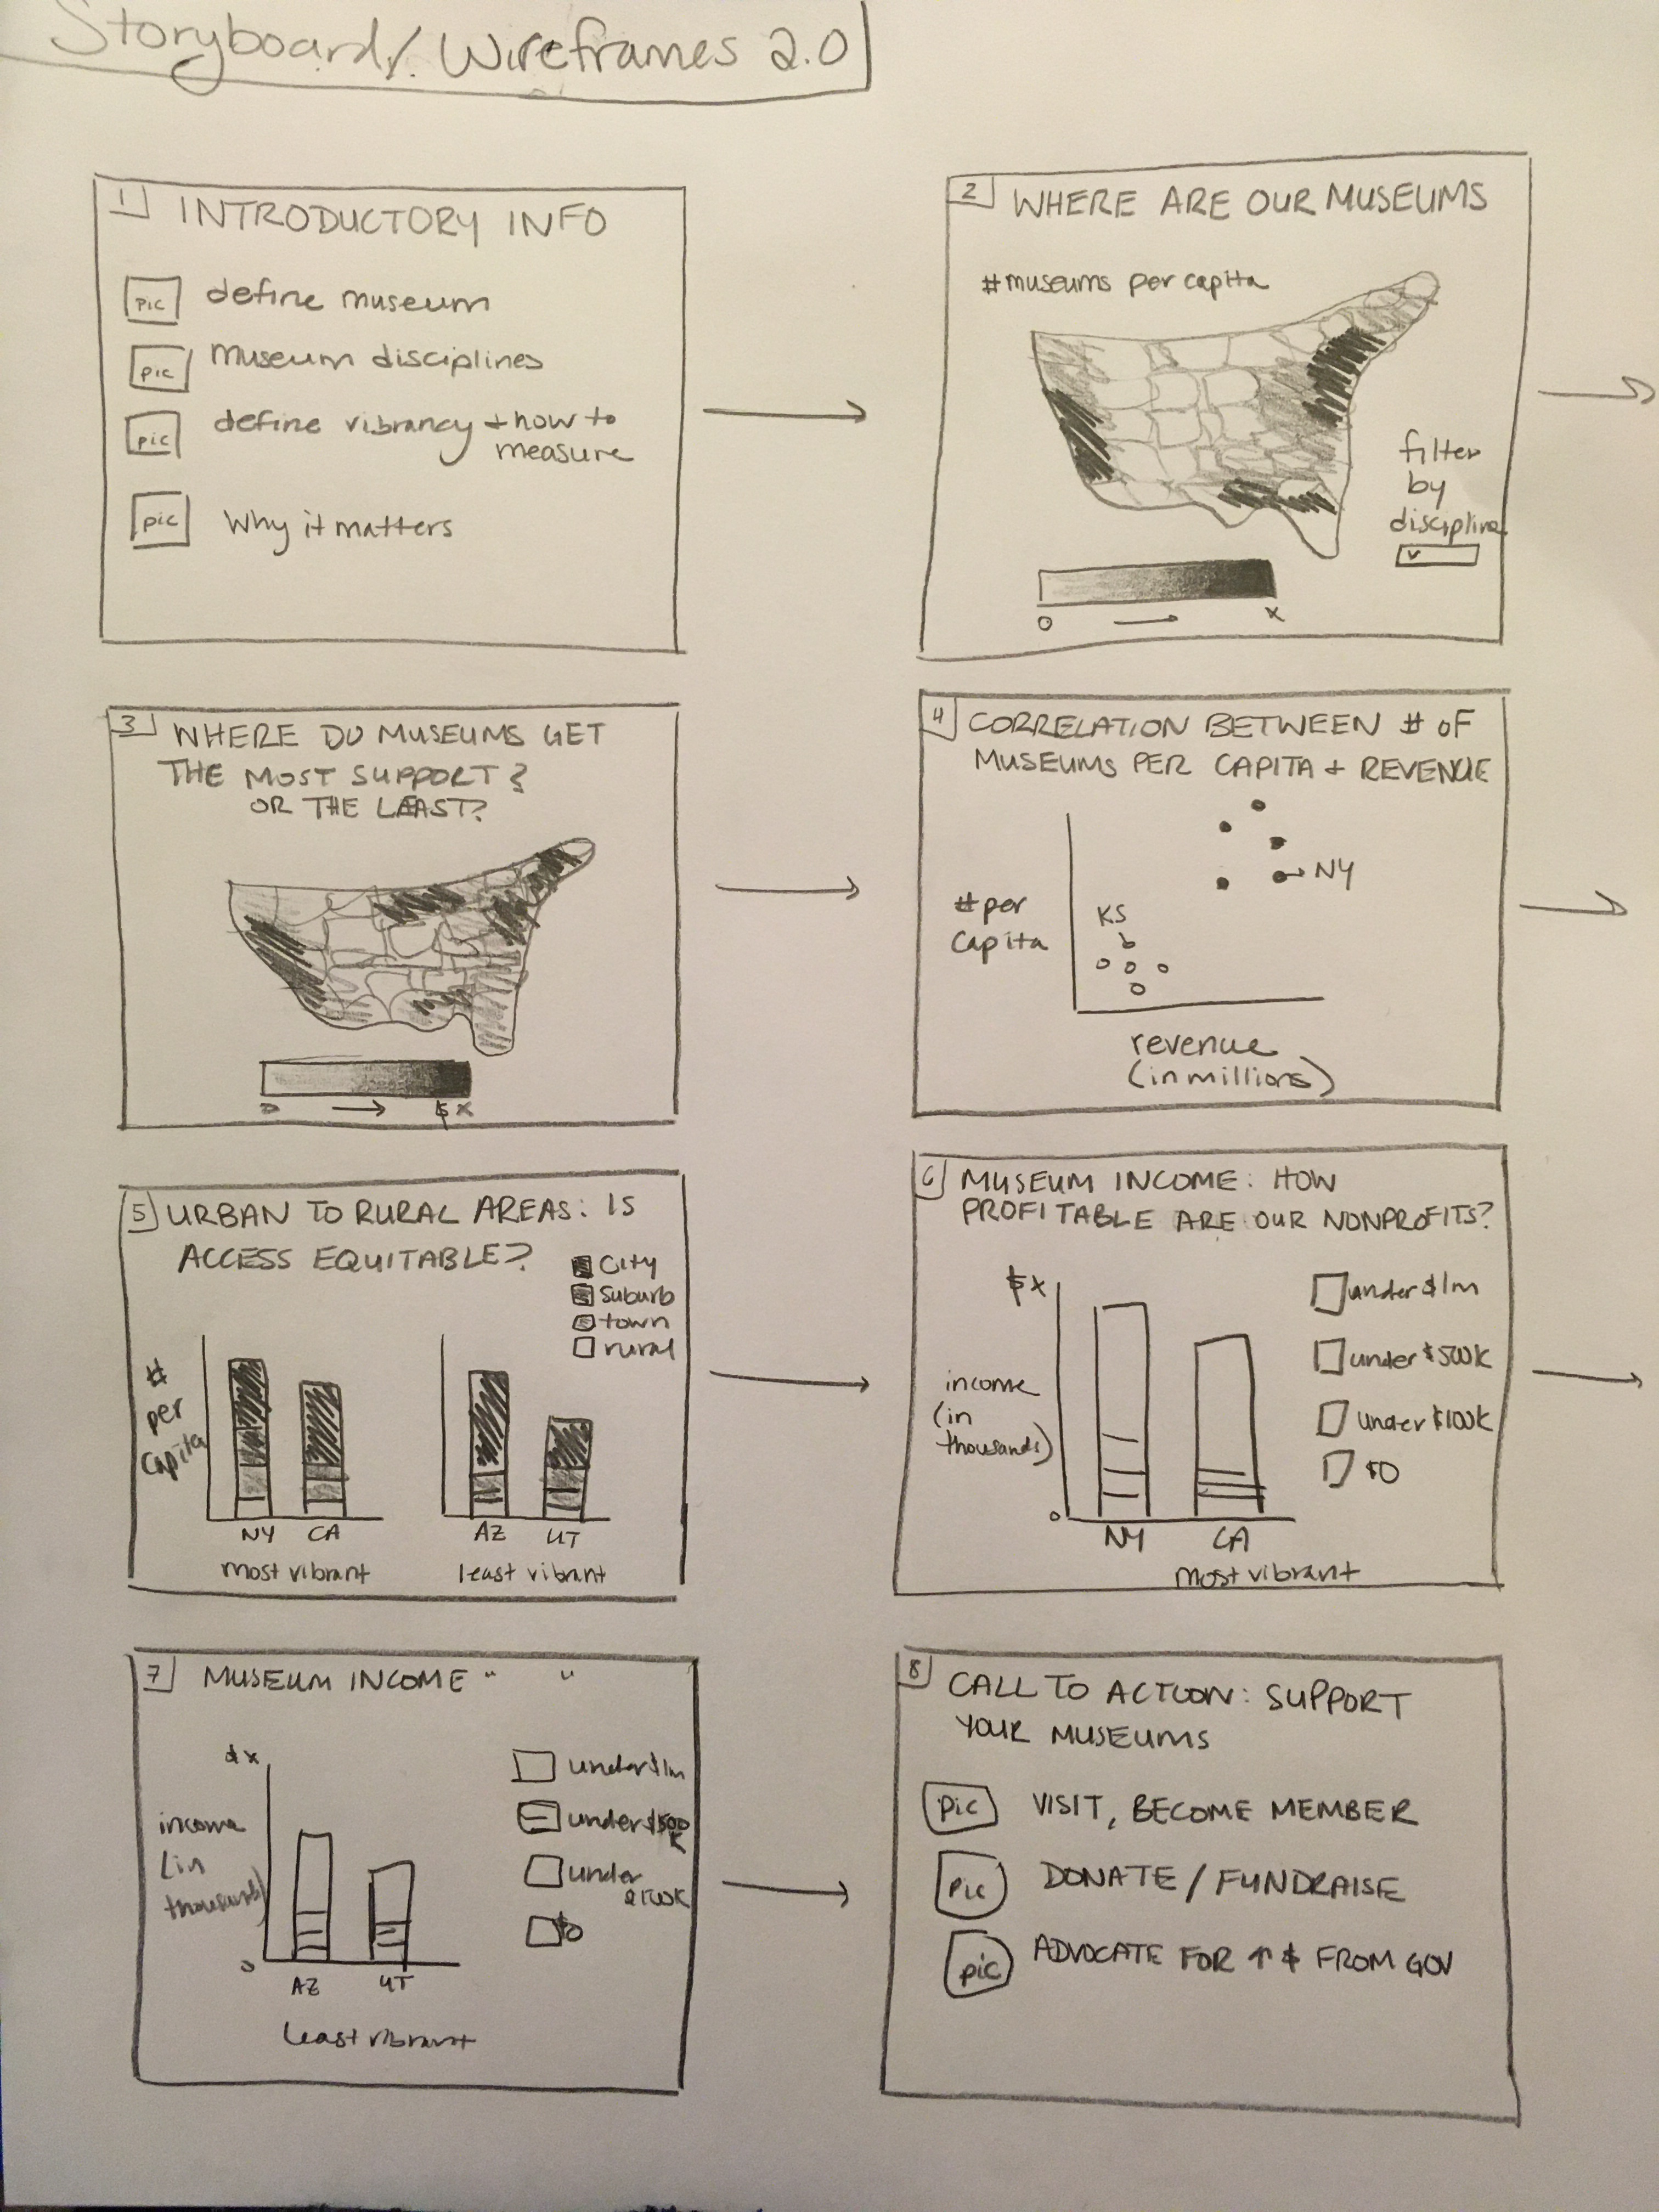 Storyboard/Wireframes 2.0
1 INTRODUCTORY INFO
pic define museum
pic museum disciplines
pic define vibrancy + how to
measure
pic Why it matters
2 WHERE ARE OUR MUSEUMS
# museums per capita
filter
by
discipline
0 → X
3 WHERE DO MUSEUMS GET
THE MOST SUPPORT?
OR THE LEAST?
0 → $X
4 CORRELATION BETWEEN # OF
MUSEUMS PER CAPITA + REVENUE
NY
KS
# per
capita
revenue
(in millions)
5 URBAN TO RURAL AREAS: IS
ACCESS EQUITABLE?
City
suburb
town
rural
#
per
capita
NY CA
most vibrant
AZ UT
least vibrant
6 MUSEUM INCOME: HOW
PROFITABLE ARE OUR NONPROFITS?
$X
under $1m
under $500k
under $100k
$0
income
(in
thousands)
0
NY CA
most vibrant
7 MUSEUM INCOME " "
$x
under $1m
under $500
K
under
$100K
$0
income
(in
thousands)
0
AZ UT
least vibrant
8 CALL TO ACTION: SUPPORT
YOUR MUSEUMS
Pic VISIT, BECOME MEMBER
Pic DONATE / FUNDRAISE
pic ADVOCATE FOR ↑ $ FROM GOV